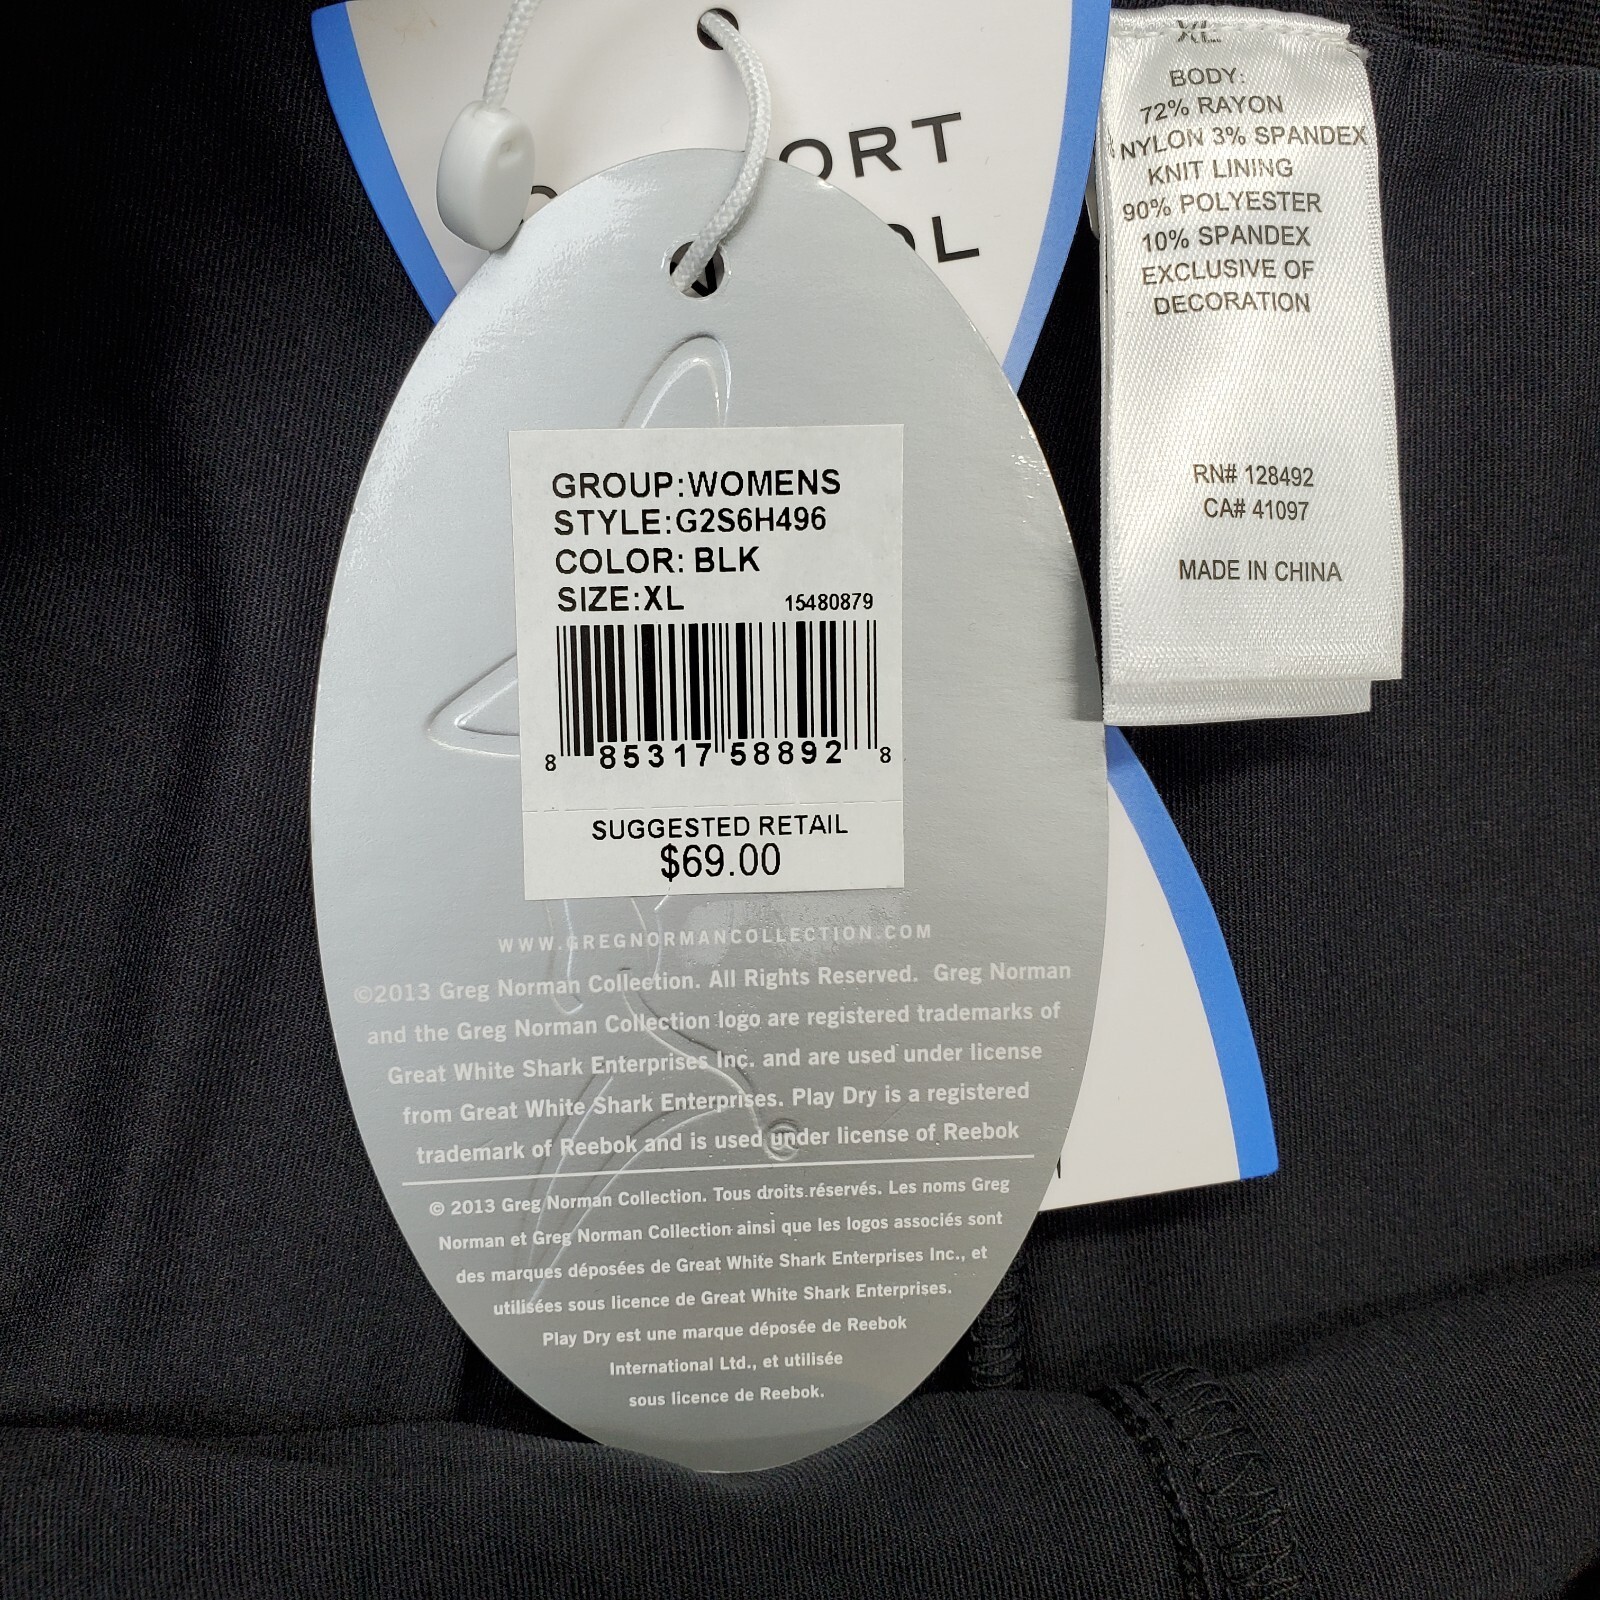 ORT
XL
BODY:
72% RAYON
NYLON 3% SPANDEX
KNIT LINING
90% POLYESTER
10% SPANDEX
EXCLUSIVE OF
DECORATION
RN# 128492
CA# 41097
MADE IN CHINA
GROUP:WOMENS
STYLE:G2S6H496
COLOR: BLK
SIZE:XL 15480879
8 85317 58892 8
SUGGESTED RETAIL
$69.00
WWW.GREGNORMANCOLLECTION.COM
©2013 Greg Norman Collection. All Rights Reserved. Greg Norman
and the Greg Norman Collection logo are registered trademarks of
Great White Shark Enterprises Inc. and are used under license
from Great White Shark Enterprises. Play Dry is a registered
trademark of Reebok and is used under license of Reebok
© 2013 Greg Norman Collection. Tous droits réservés. Les noms Greg
Norman et Greg Norman Collection ainsi que les logos associés sont
des marques déposées de Great White Shark Enterprises Inc., et
utilisées sous licence de Great White Shark Enterprises.
Play Dry est une marque déposée de Reebok
International Ltd., et utilisée
sous licence de Reebok.